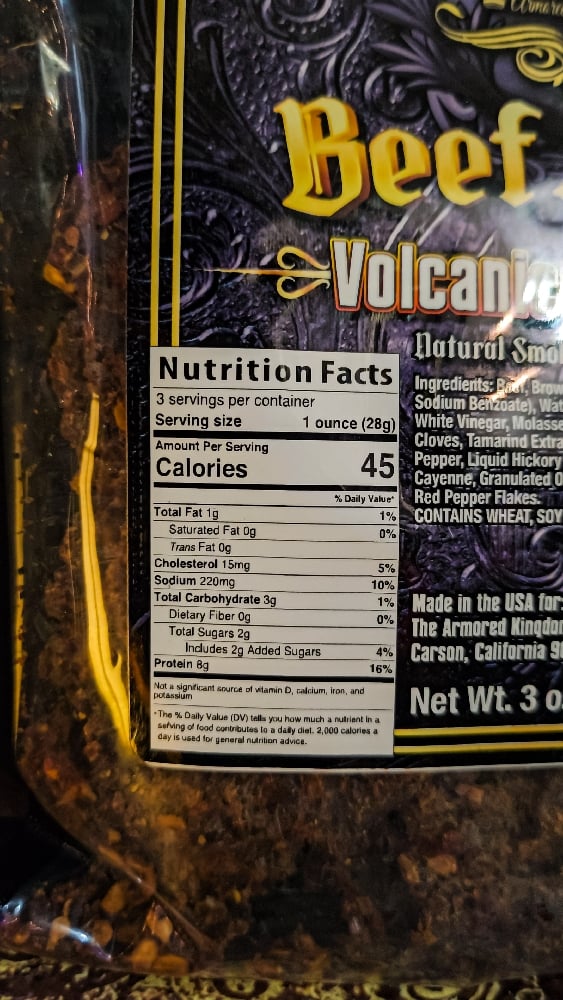 Beef
Volcanic
Natural Smo
Nutrition Facts
3 servings per container
Serving size 1 ounce (28g)
Amount Per Serving
Calories 45
% Daily Value*
Total Fat 1g 1%
Saturated Fat 0g 0%
Trans Fat 0g
Cholesterol 15mg 5%
Sodium 220mg 10%
Total Carbohydrate 3g 1%
Dietary Fiber 0g 0%
Total Sugars 2g
Includes 2g Added Sugars 4%
Protein 8g 16%
Not a significant source of vitamin D, calcium, iron, and
potassium
*The % Daily Value (DV) tells you how much a nutrient in a
serving of food contributes to a daily diet. 2,000 calories a
day is used for general nutrition advice.
Ingredients: Beef, Brow
Sodium Benzoate), Wat
White Vinegar, Molasse
Cloves, Tamarind Extra
Pepper, Liquid Hickory
Cayenne, Granulated O
Red Pepper Flakes.
CONTAINS WHEAT, SOY
Made in the USA for:
The Armored Kingdom
Carson, California 9
Net Wt. 3 o